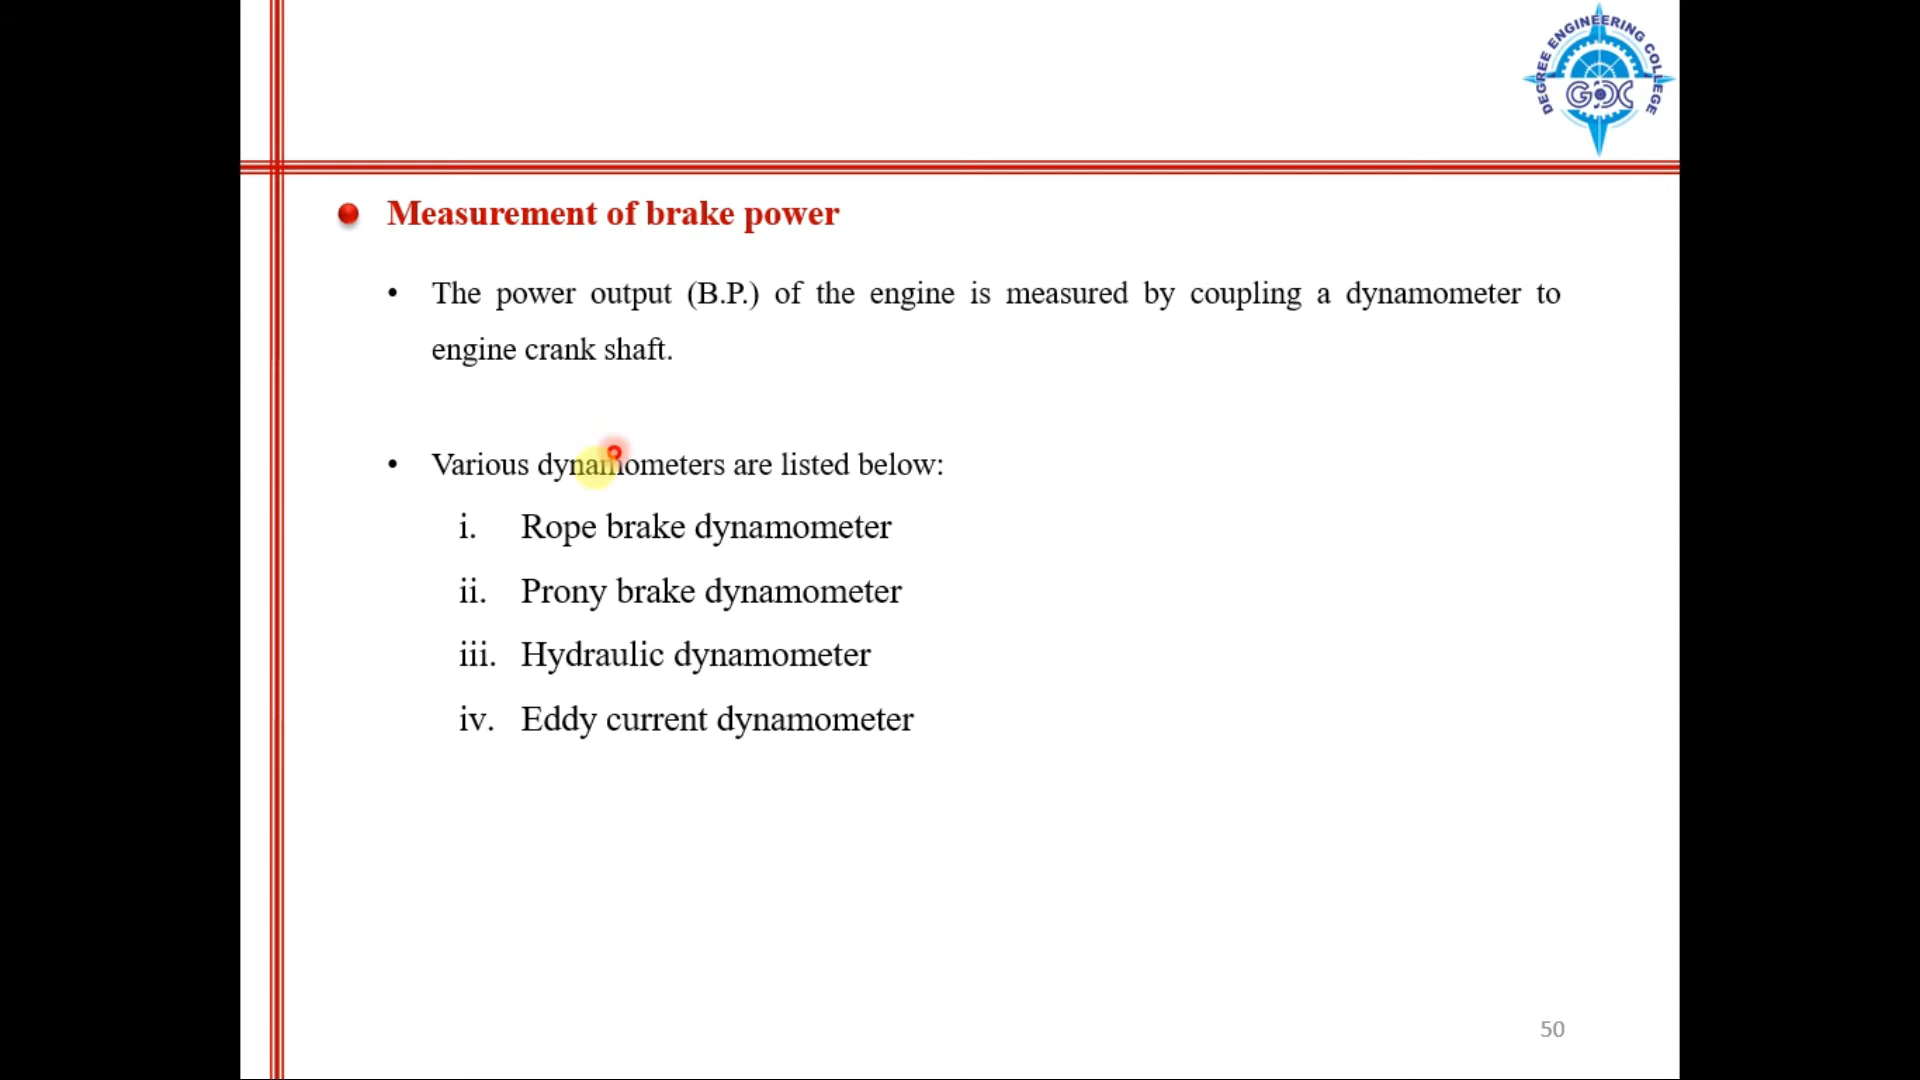 DEGREE ENGINEERING COLLEGE
GDC
Measurement of brake power
• The power output (B.P.) of the engine is measured by coupling a dynamometer to
engine crank shaft.
• Various dynamometers are listed below:
i. Rope brake dynamometer
ii. Prony brake dynamometer
iii. Hydraulic dynamometer
iv. Eddy current dynamometer
50